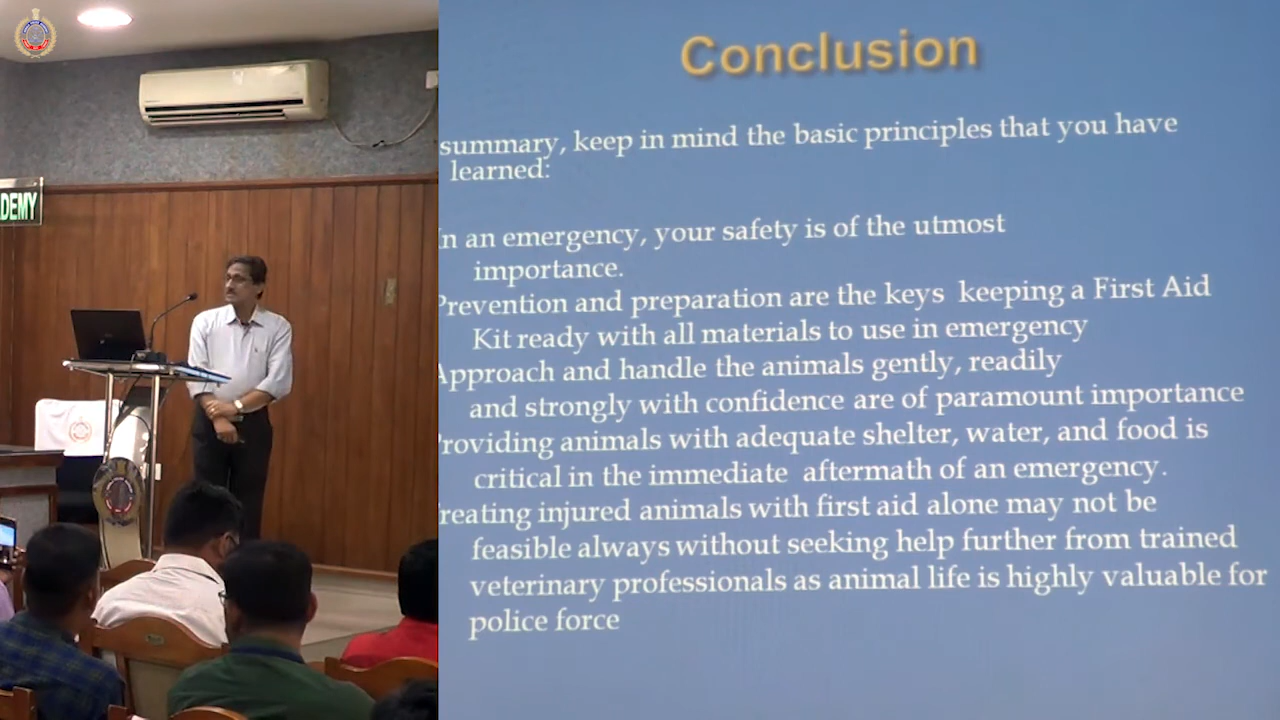 DEMY
Conclusion
summary, keep in mind the basic principles that you have
learned:
n an emergency, your safety is of the utmost
importance.
Prevention and preparation are the keys keeping a First Aid
Kit ready with all materials to use in emergency
Approach and handle the animals gently, readily
and strongly with confidence are of paramount importance
Providing animals with adequate shelter, water, and food is
critical in the immediate aftermath of an emergency.
reating injured animals with first aid alone may not be
feasible always without seeking help further from trained
veterinary professionals as animal life is highly valuable for
police force